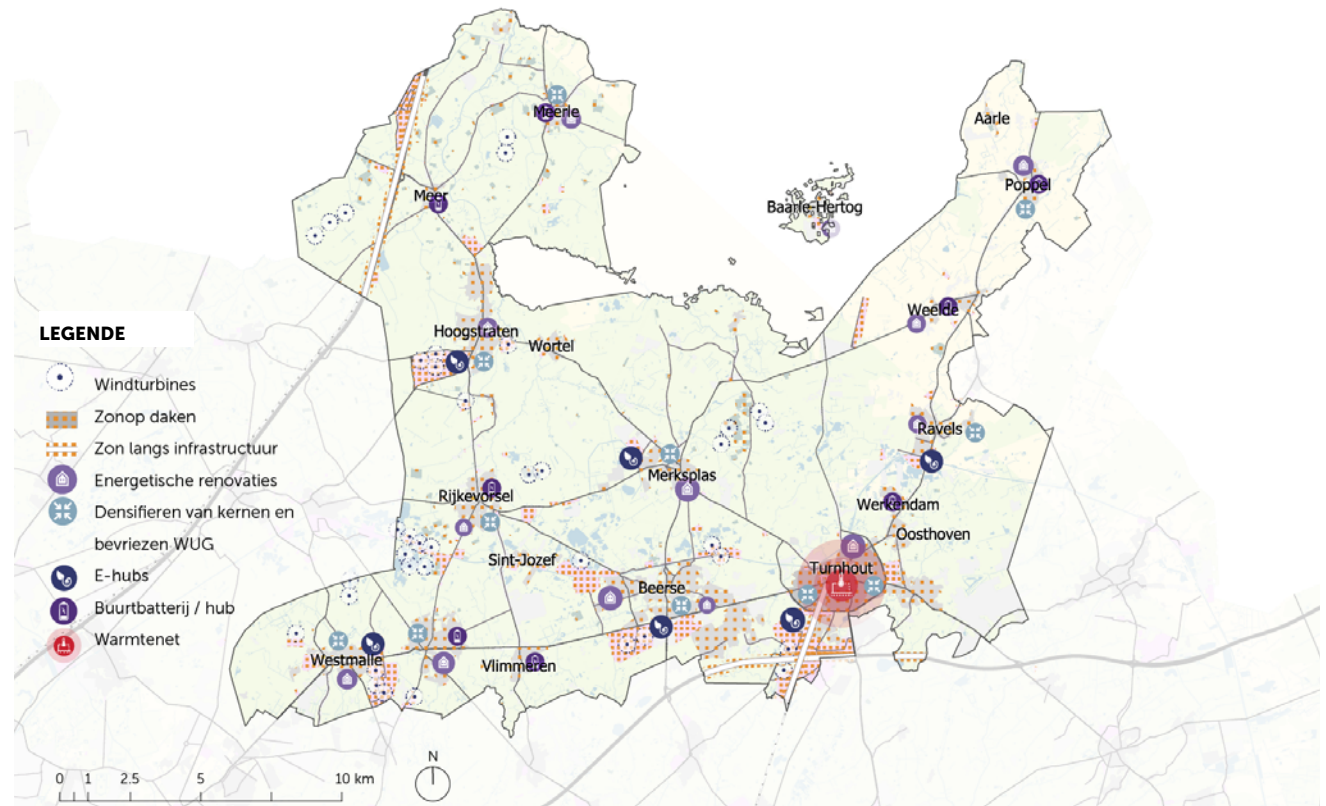 Meerle
Aarle
Poppel
Meer
Baarle-Hertog
Weelde
LEGENDE
Hoogstraten
Wortel
Windturbines
Zonop daken
Ravels
Zon langs infrastructuur
Energetische renovaties
Merksplas
Rijkevorsel
Werkendam
Densifieren van kernen en
bevriezen WUG
Oosthoven
Sint-Jozef
Turnhout
E-hubs
Beerse
Buurtbatterij / hub
Warmtenet
Westmalle
Vlimmeren
N
0 1 2.5 5 10 km